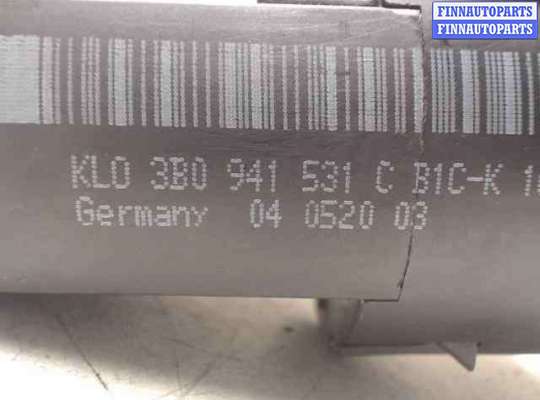 FINNAUTOPARTS
FINNAUTOPARTS
KLO 3B0 941 531 C B1C-K
Germany 04 0520 03